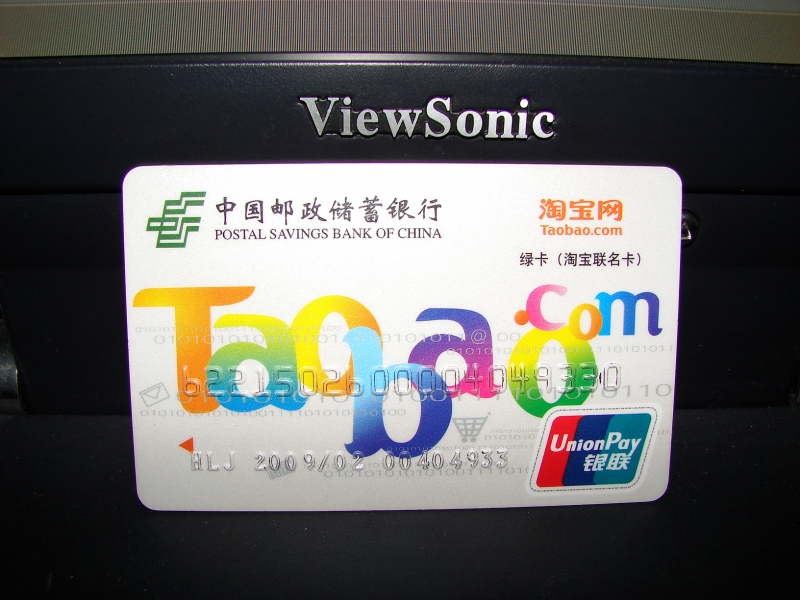 ViewSonic
中国邮政储蓄银行
POSTAL SAVINGS BANK OF CHINA
淘宝网
Taobao.com
绿卡（淘宝联名卡）
Taobao.com
6221502600004049330
HLJ 2009/02 00404933
UnionPay
银联